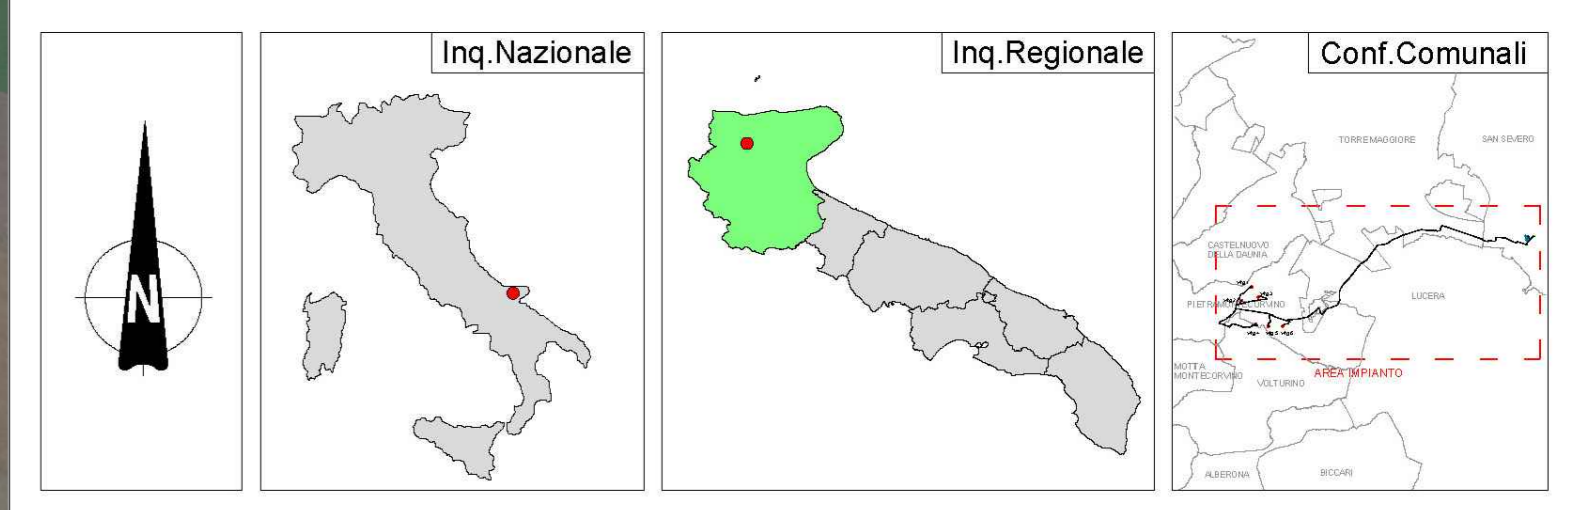 N
Inq.Nazionale
Inq.Regionale
Conf.Comunali
TORREMAGGIORE
SAN SEVERO
CASTELNUOVO
DELLA DAUNIA
LUCERA
MOTTA
MONTECORVINO
VOLTURINO
AREA IMPIANTO
ALBERONA
BICCARI